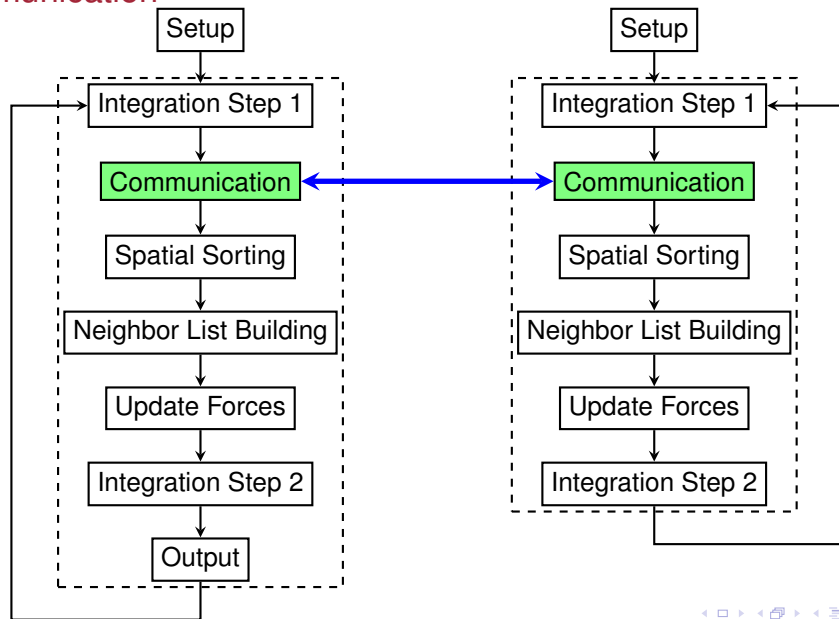 Setup
Integration Step 1
Communication
Spatial Sorting
Neighbor List Building
Update Forces
Integration Step 2
Output
Setup
Integration Step 1
Communication
Spatial Sorting
Neighbor List Building
Update Forces
Integration Step 2